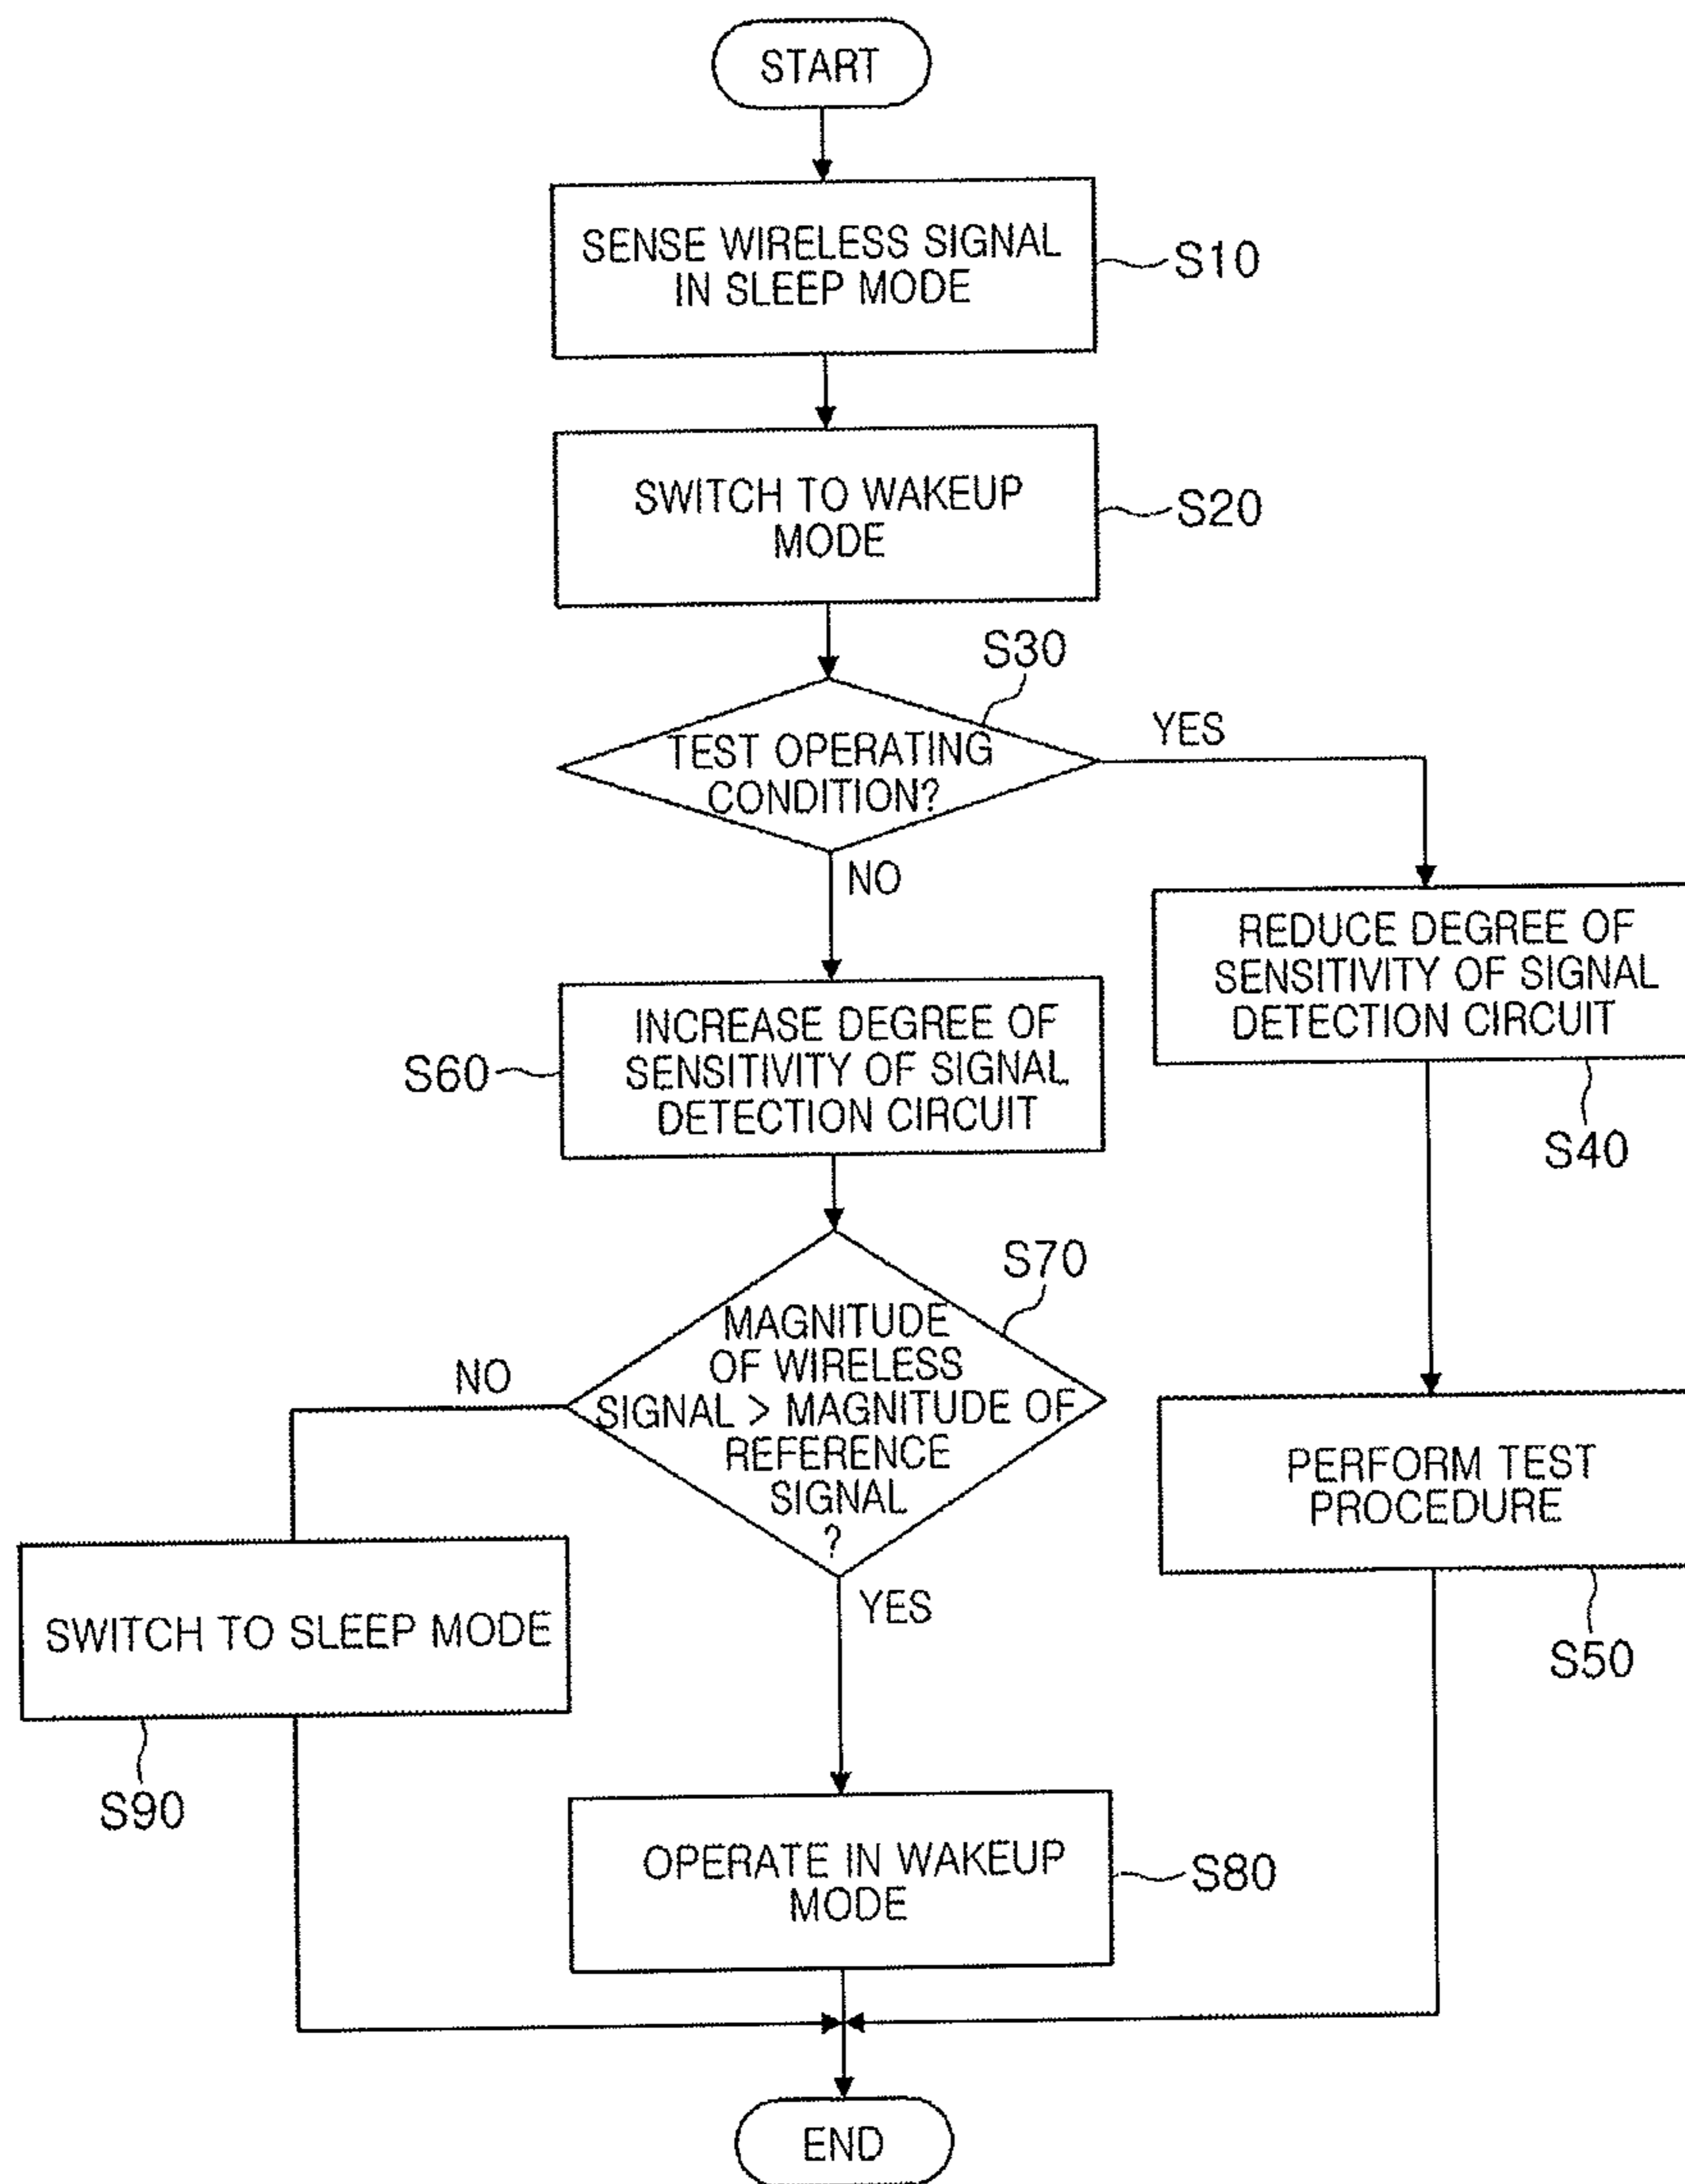 START
SENSE WIRELESS SIGNAL
IN SLEEP MODE
S10
SWITCH TO WAKEUP
MODE
S20
S30
TEST OPERATING
CONDITION?
YES
NO
REDUCE DEGREE OF
SENSITIVITY OF SIGNAL
DETECTION CIRCUIT
S40
INCREASE DEGREE OF
SENSITIVITY OF SIGNAL
DETECTION CIRCUIT
S60
S70
MAGNITUDE
OF WIRELESS
SIGNAL > MAGNITUDE OF
REFERENCE
SIGNAL
?
NO
YES
PERFORM TEST
PROCEDURE
S50
SWITCH TO SLEEP MODE
S90
OPERATE IN WAKEUP
MODE
S80
END